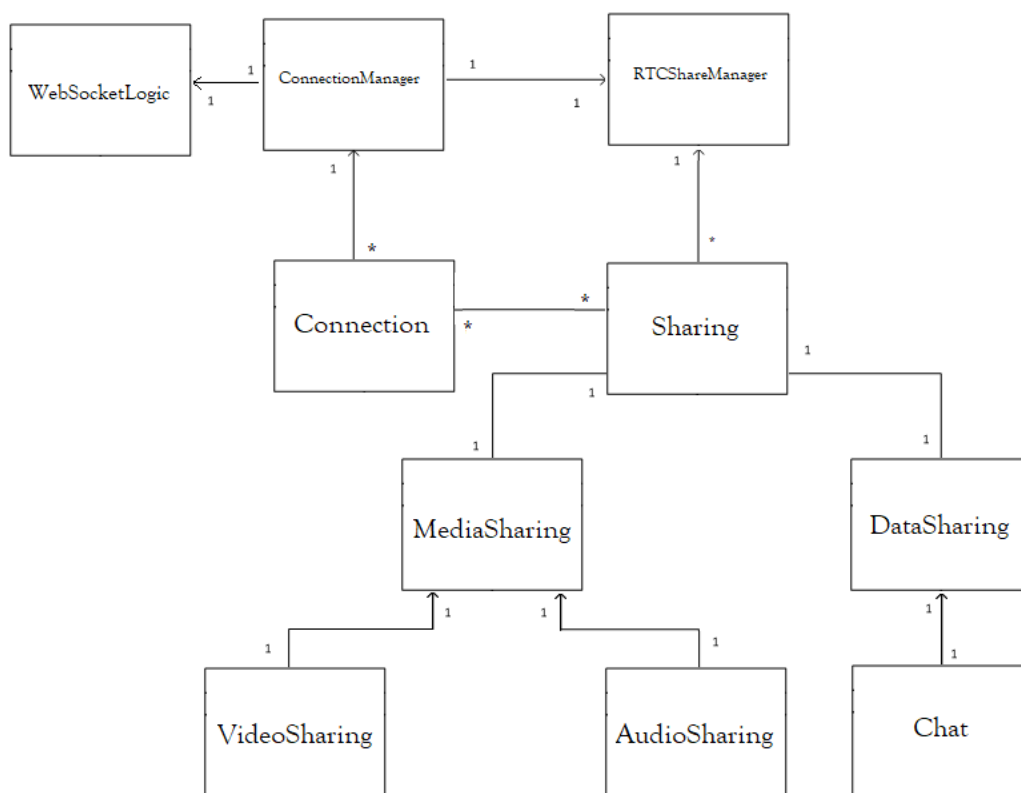 WebSocketLogic
1
1
ConnectionManager
1
1
RTCShareManager
1
1
*
*
Connection
*
*
Sharing
1
1
1
1
MediaSharing
DataSharing
1
1
1
1
1
1
VideoSharing
AudioSharing
Chat